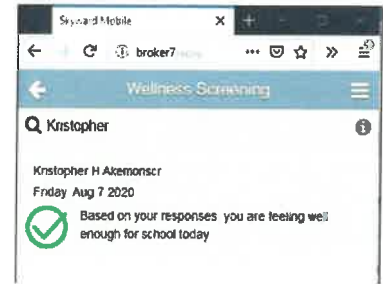 Skyward Mobile
broker7
Wellness Screening
Kristopher
Kristopher H Akemonscr
Friday Aug 7 2020
Based on your responses you are feeling well
enough for school today